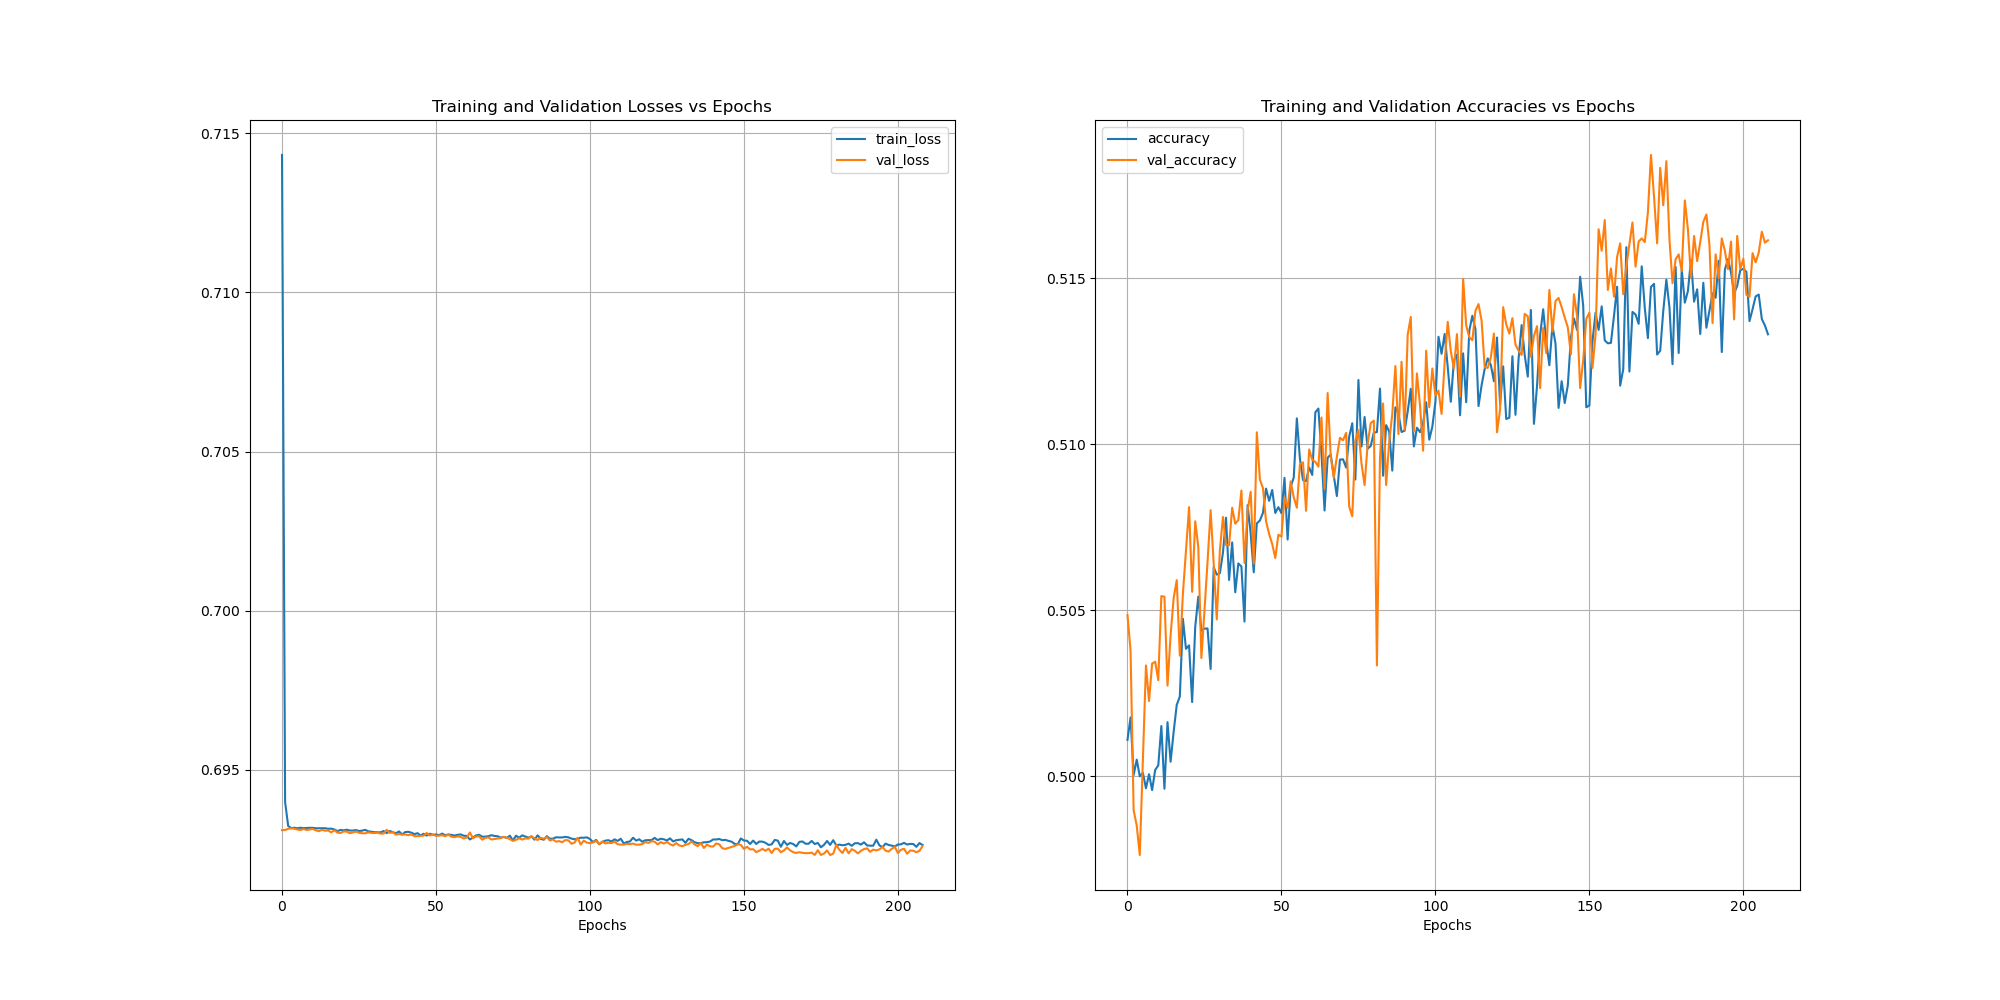 Training and Validation Losses vs Epochs
0.715
0.710
0.705
0.700
0.695
train_loss
val_loss
0
50
100
150
200
Epochs
Training and Validation Accuracies vs Epochs
accuracy
val_accuracy
0.515
0.510
0.505
0.500
0
50
100
150
200
Epochs